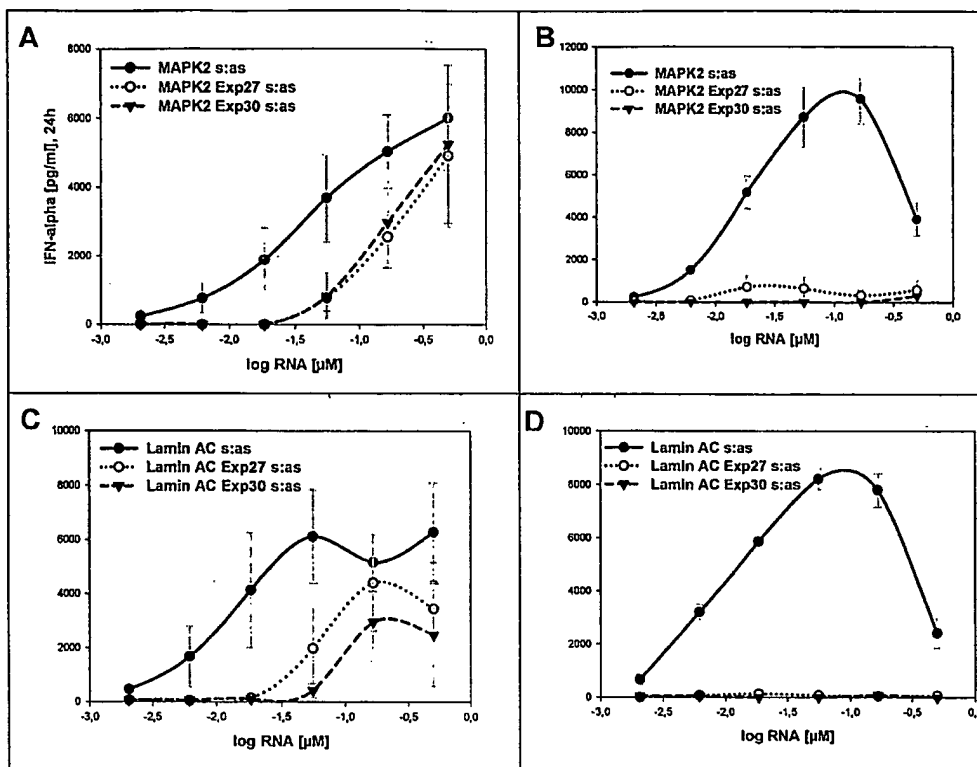 A
8000
6000
4000
2000
0
IFN-alpha [pg/ml], 24h
MAPK2 s:as
MAPK2 Exp27 s:as
MAPK2 Exp30 s:as
-3,0 -2,5 -2,0 -1,5 -1,0 -0,5 0,0
log RNA [µM]
B
12000
10000
8000
6000
4000
2000
0
MAPK2 s:as
MAPK2 Exp27 s:as
MAPK2 Exp30 s:as
-3,0 -2,5 -2,0 -1,5 -1,0 -0,5 0,0
log RNA [µM]
C
10000
8000
6000
4000
2000
0
Lamin AC s:as
Lamin AC Exp27 s:as
Lamin AC Exp30 s:as
-3,0 -2,5 -2,0 -1,5 -1,0 -0,5 0,0
log RNA [µM]
D
10000
8000
6000
4000
2000
0
Lamin AC s:as
Lamin AC Exp27 s:as
Lamin AC Exp30 s:as
-3,0 -2,5 -2,0 -1,5 -1,0 -0,5 0,
log RNA [µM]